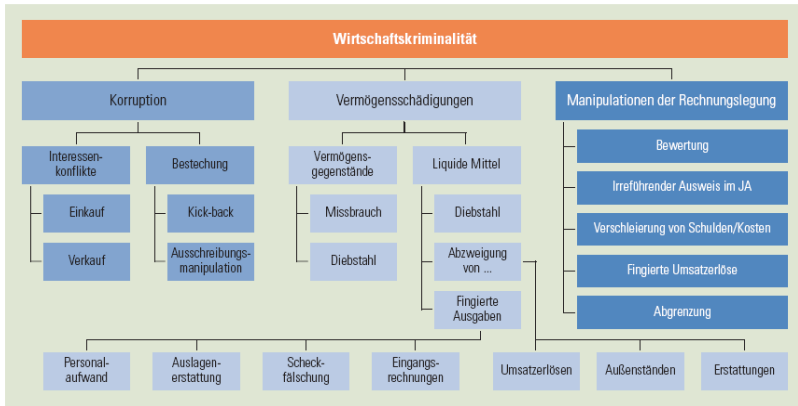 Wirtschaftskriminalität
Korruption
Vermögensschädigungen
Manipulationen der Rechnungslegung
Interessen-
konflikte
Bestechung
Vermögens-
gegenstände
Liquide Mittel
Bewertung
Einkauf
Kick-back
Missbrauch
Diebstahl
Irreführender Ausweis im JA
Verkauf
Ausschreibungs-
manipulation
Diebstahl
Abzweigung
von ...
Verschleierung von Schulden/Kosten
Fingierte Umsatzerlöse
Fingierte
Ausgaben
Abgrenzung
Personal-
aufwand
Auslagen-
erstattung
Scheck-
fälschung
Eingangs-
rechnungen
Umsatzerlösen
Außenständen
Erstattungen